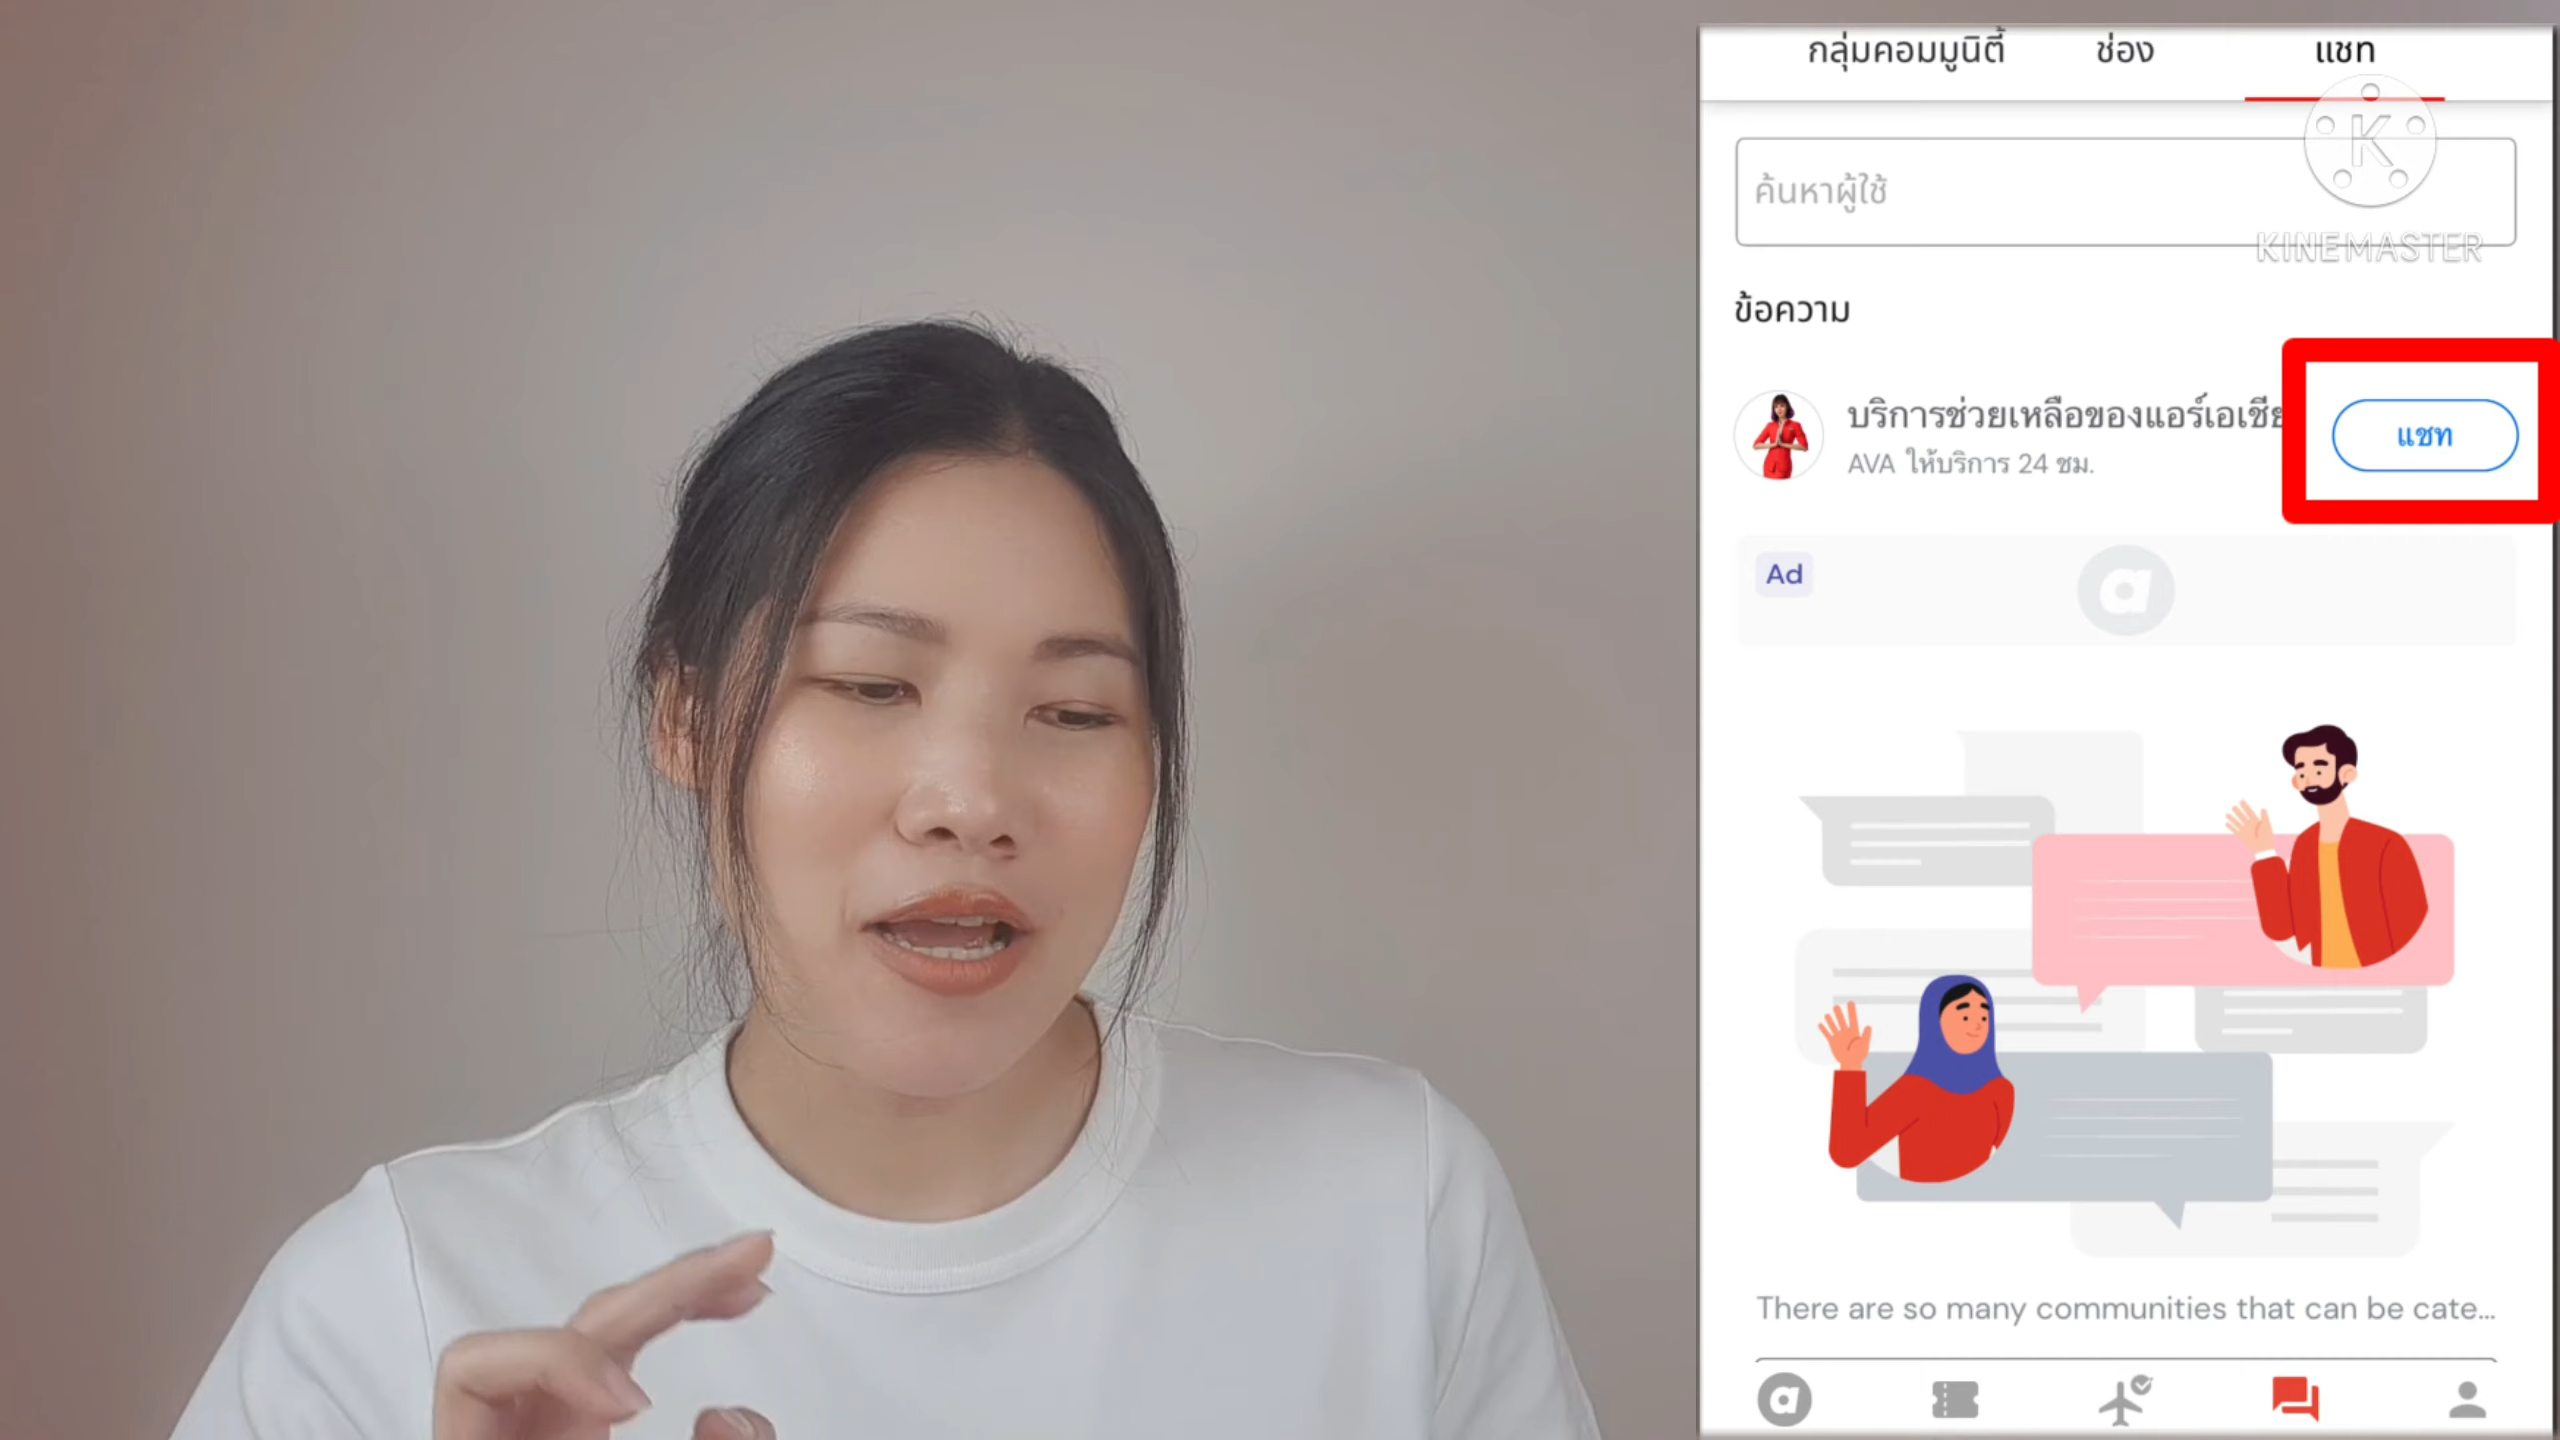 กลุ่มคอมมูนิตี้ ช่อง แชท
ค้นหาผู้ใช้
KINEMASTER
ข้อความ
บริการช่วยเหลือของแอร์เอเชีย
AVA ให้บริการ 24 ชม.
แชท
Ad
There are so many communities that can be cate...